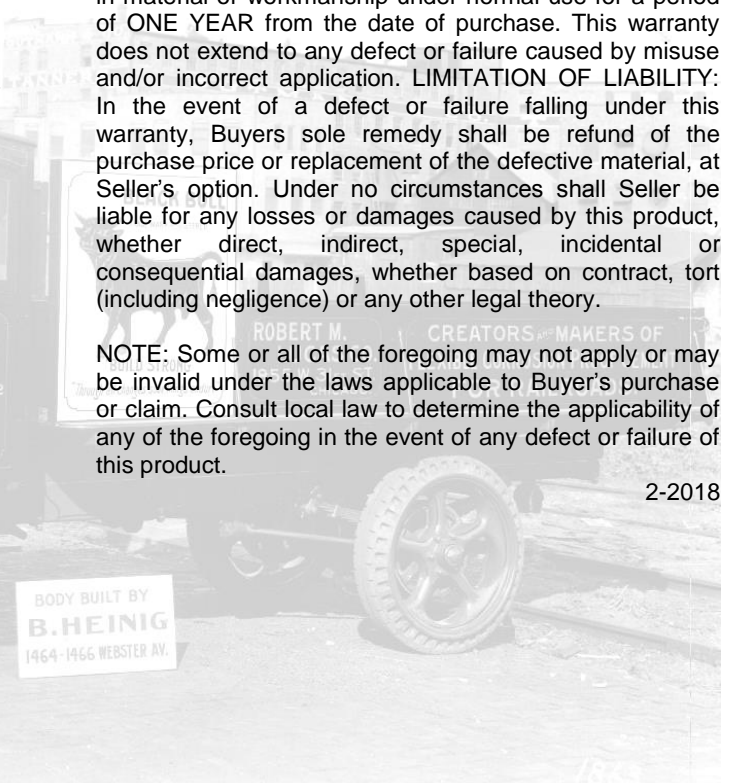 in material or workmanship under normal use for a period
of ONE YEAR from the date of purchase. This warranty
does not extend to any defect or failure caused by misuse
and/or incorrect application. LIMITATION OF LIABILITY:
In the event of a defect or failure falling under this
warranty, Buyers sole remedy shall be refund of the
purchase price or replacement of the defective material, at
Seller's option. Under no circumstances shall Seller be
liable for any losses or damages caused by this product,
whether direct, indirect, special, incidental or
consequential damages, whether based on contract, tort
(including negligence) or any other legal theory.
NOTE: Some or all of the foregoing may not apply or may
be invalid under the laws applicable to Buyer's purchase
or claim. Consult local law to determine the applicability of
any of the foregoing in the event of any defect or failure of
this product.
2-2018
BLACK BULL
BUILD STRONG
ROBERT M.
CREATORS AND MAKERS OF
FOR RAILROADS
BODY BUILT BY
B. HEINIG
1464-1466 WEBSTER AV.